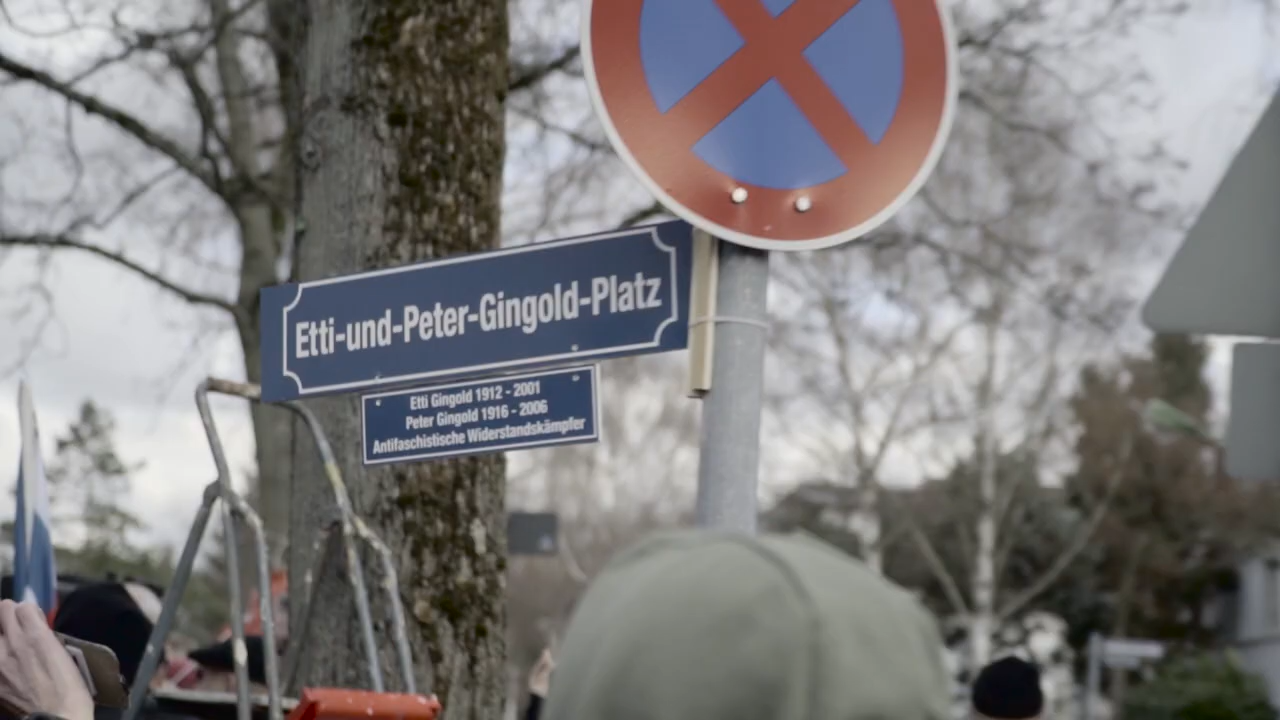 Etti-und-Peter-Gingold-Platz
Etti Gingold 1912 - 2001
Peter Gingold 1916 - 2006
Antifaschistische Widerstandskämpfer